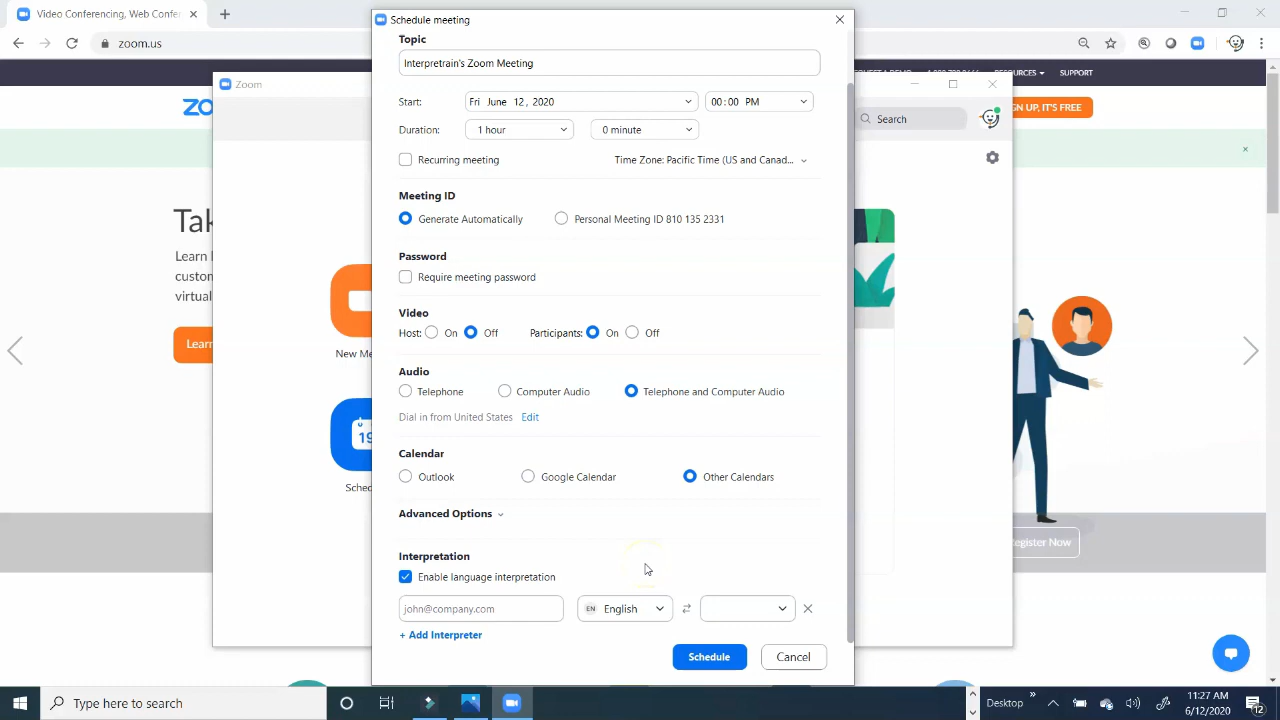 Video Conferencing, Web Confer
zoom.us
Schedule meeting
RESOURCES
SUPPORT
Zoom
ZO
GN UP, IT'S FREE
Search
Topic
Interpretrain's Zoom Meeting
Start:
Fri June 12, 2020
00:00 PM
Duration:
1 hour
0 minute
Recurring meeting
Time Zone: Pacific Time (US and Canad...
Meeting ID
Generate Automatically
Personal Meeting ID 810 135 2331
Tak
Learn
custom
virtual
Learn
New Me
Password
Require meeting password
Video
Host:
On
Off
Participants:
On
Off
Audio
Telephone
Computer Audio
Telephone and Computer Audio
Dial in from United States Edit
19
Sched
Calendar
Outlook
Google Calendar
Other Calendars
Advanced Options
Register Now
Interpretation
Enable language interpretation
john@company.com
EN English
+ Add Interpreter
Schedule
Cancel
Type here to search
Desktop
11:27 AM
6/12/2020
12